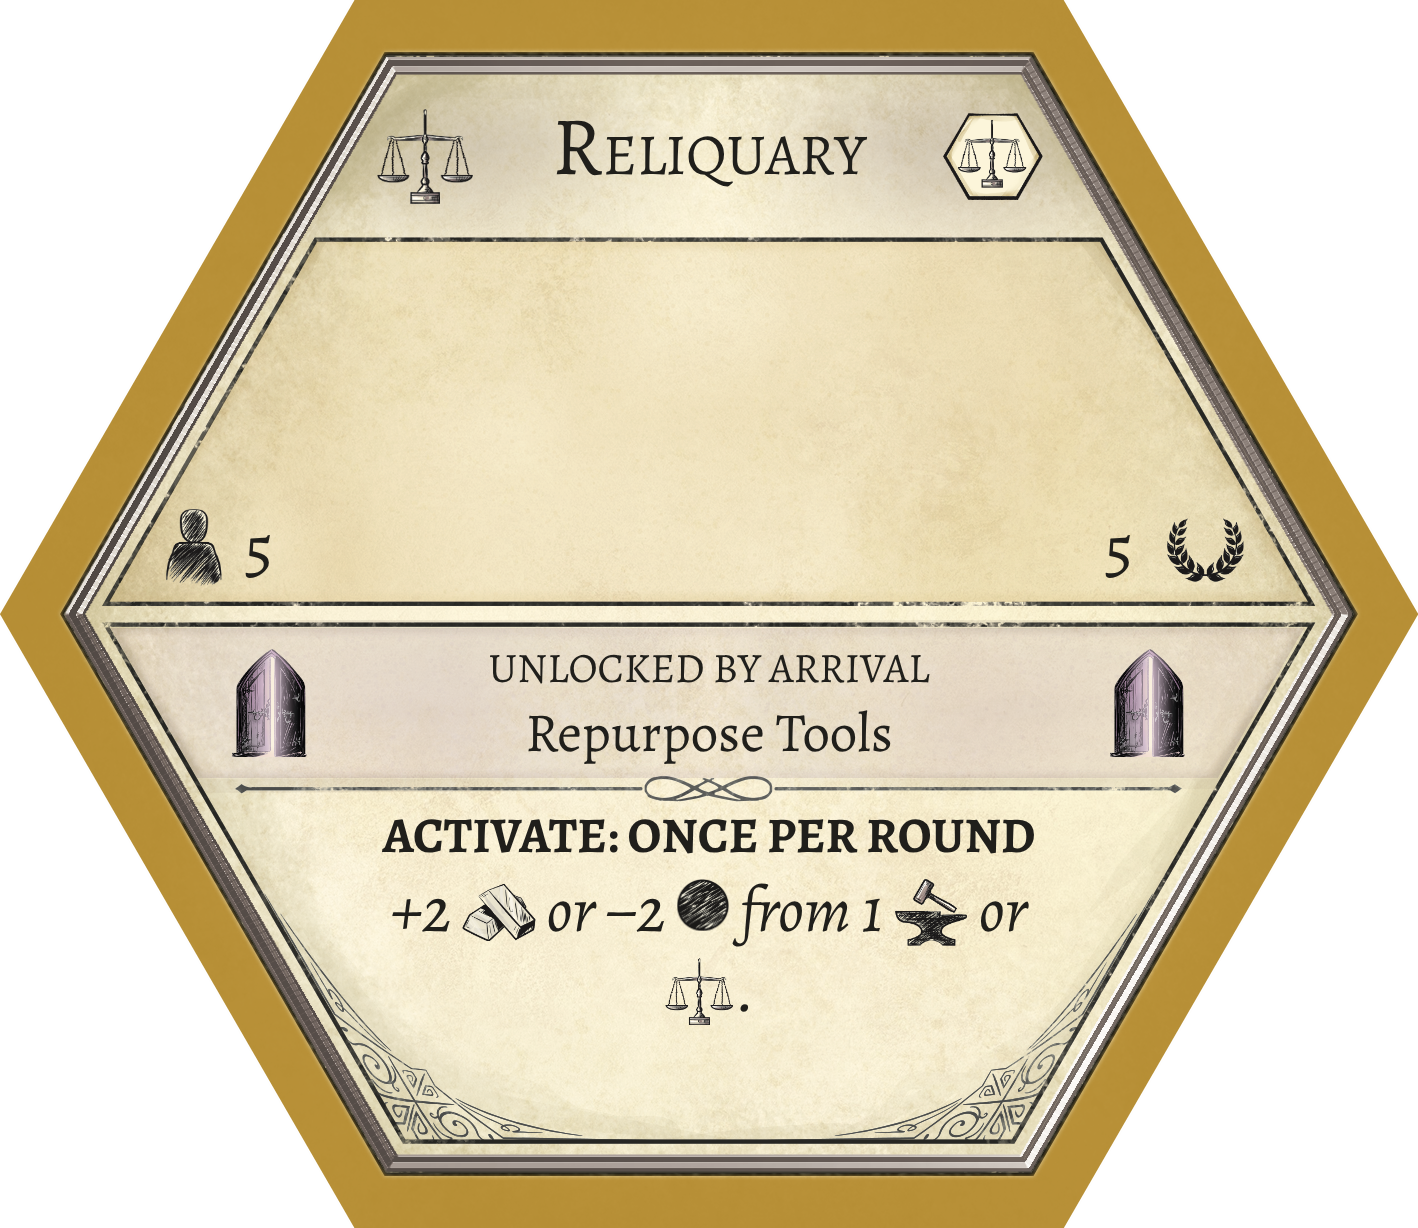 RELIQUARY
5
5
UNLOCKED BY ARRIVAL
Repurpose Tools
ACTIVATE: ONCE PER ROUND
+2 or –2 from 1 or
.